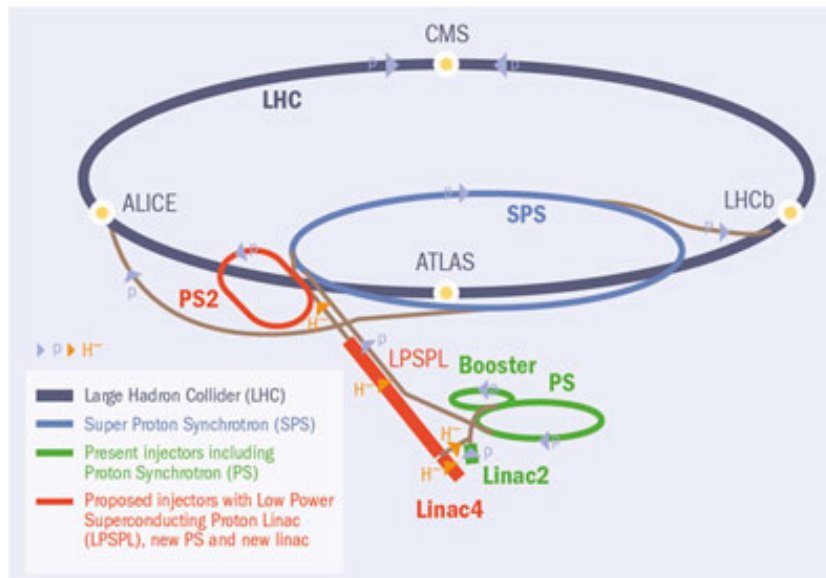 CMS
p
p
LHC
ALICE
p
SPS
LHCb
p
p
ATLAS
PS2
p
H⁻
p
LPSPL
Booster
p
PS
p H⁻
H⁻
Large Hadron Collider (LHC)
Super Proton Synchrotron (SPS)
Present injectors including
Proton Synchrotron (PS)
Proposed injectors with Low Power
Superconducting Proton Linac
(LPSPL), new PS and new linac
H⁻
p
p
H⁻
Linac2
Linac4